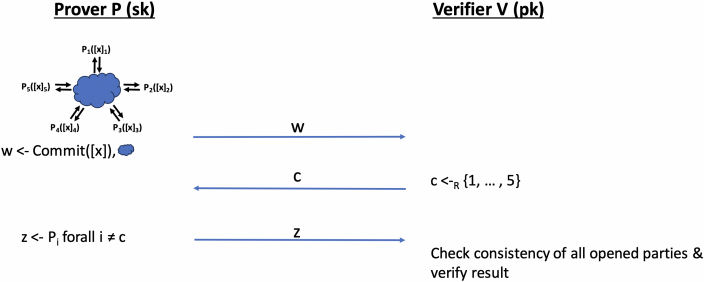 Prover P (sk)
Verifier V (pk)
P₁([x]₁)
P₅([x]₅)
P₂([x]₂)
P₄([x]₄)
P₃([x]₃)
w
w <- Commit([x]),
c
c <-ᵣ {1, … , 5}
z <- Pᵢ forall i ≠ c
z
Check consistency of all opened parties &
verify result